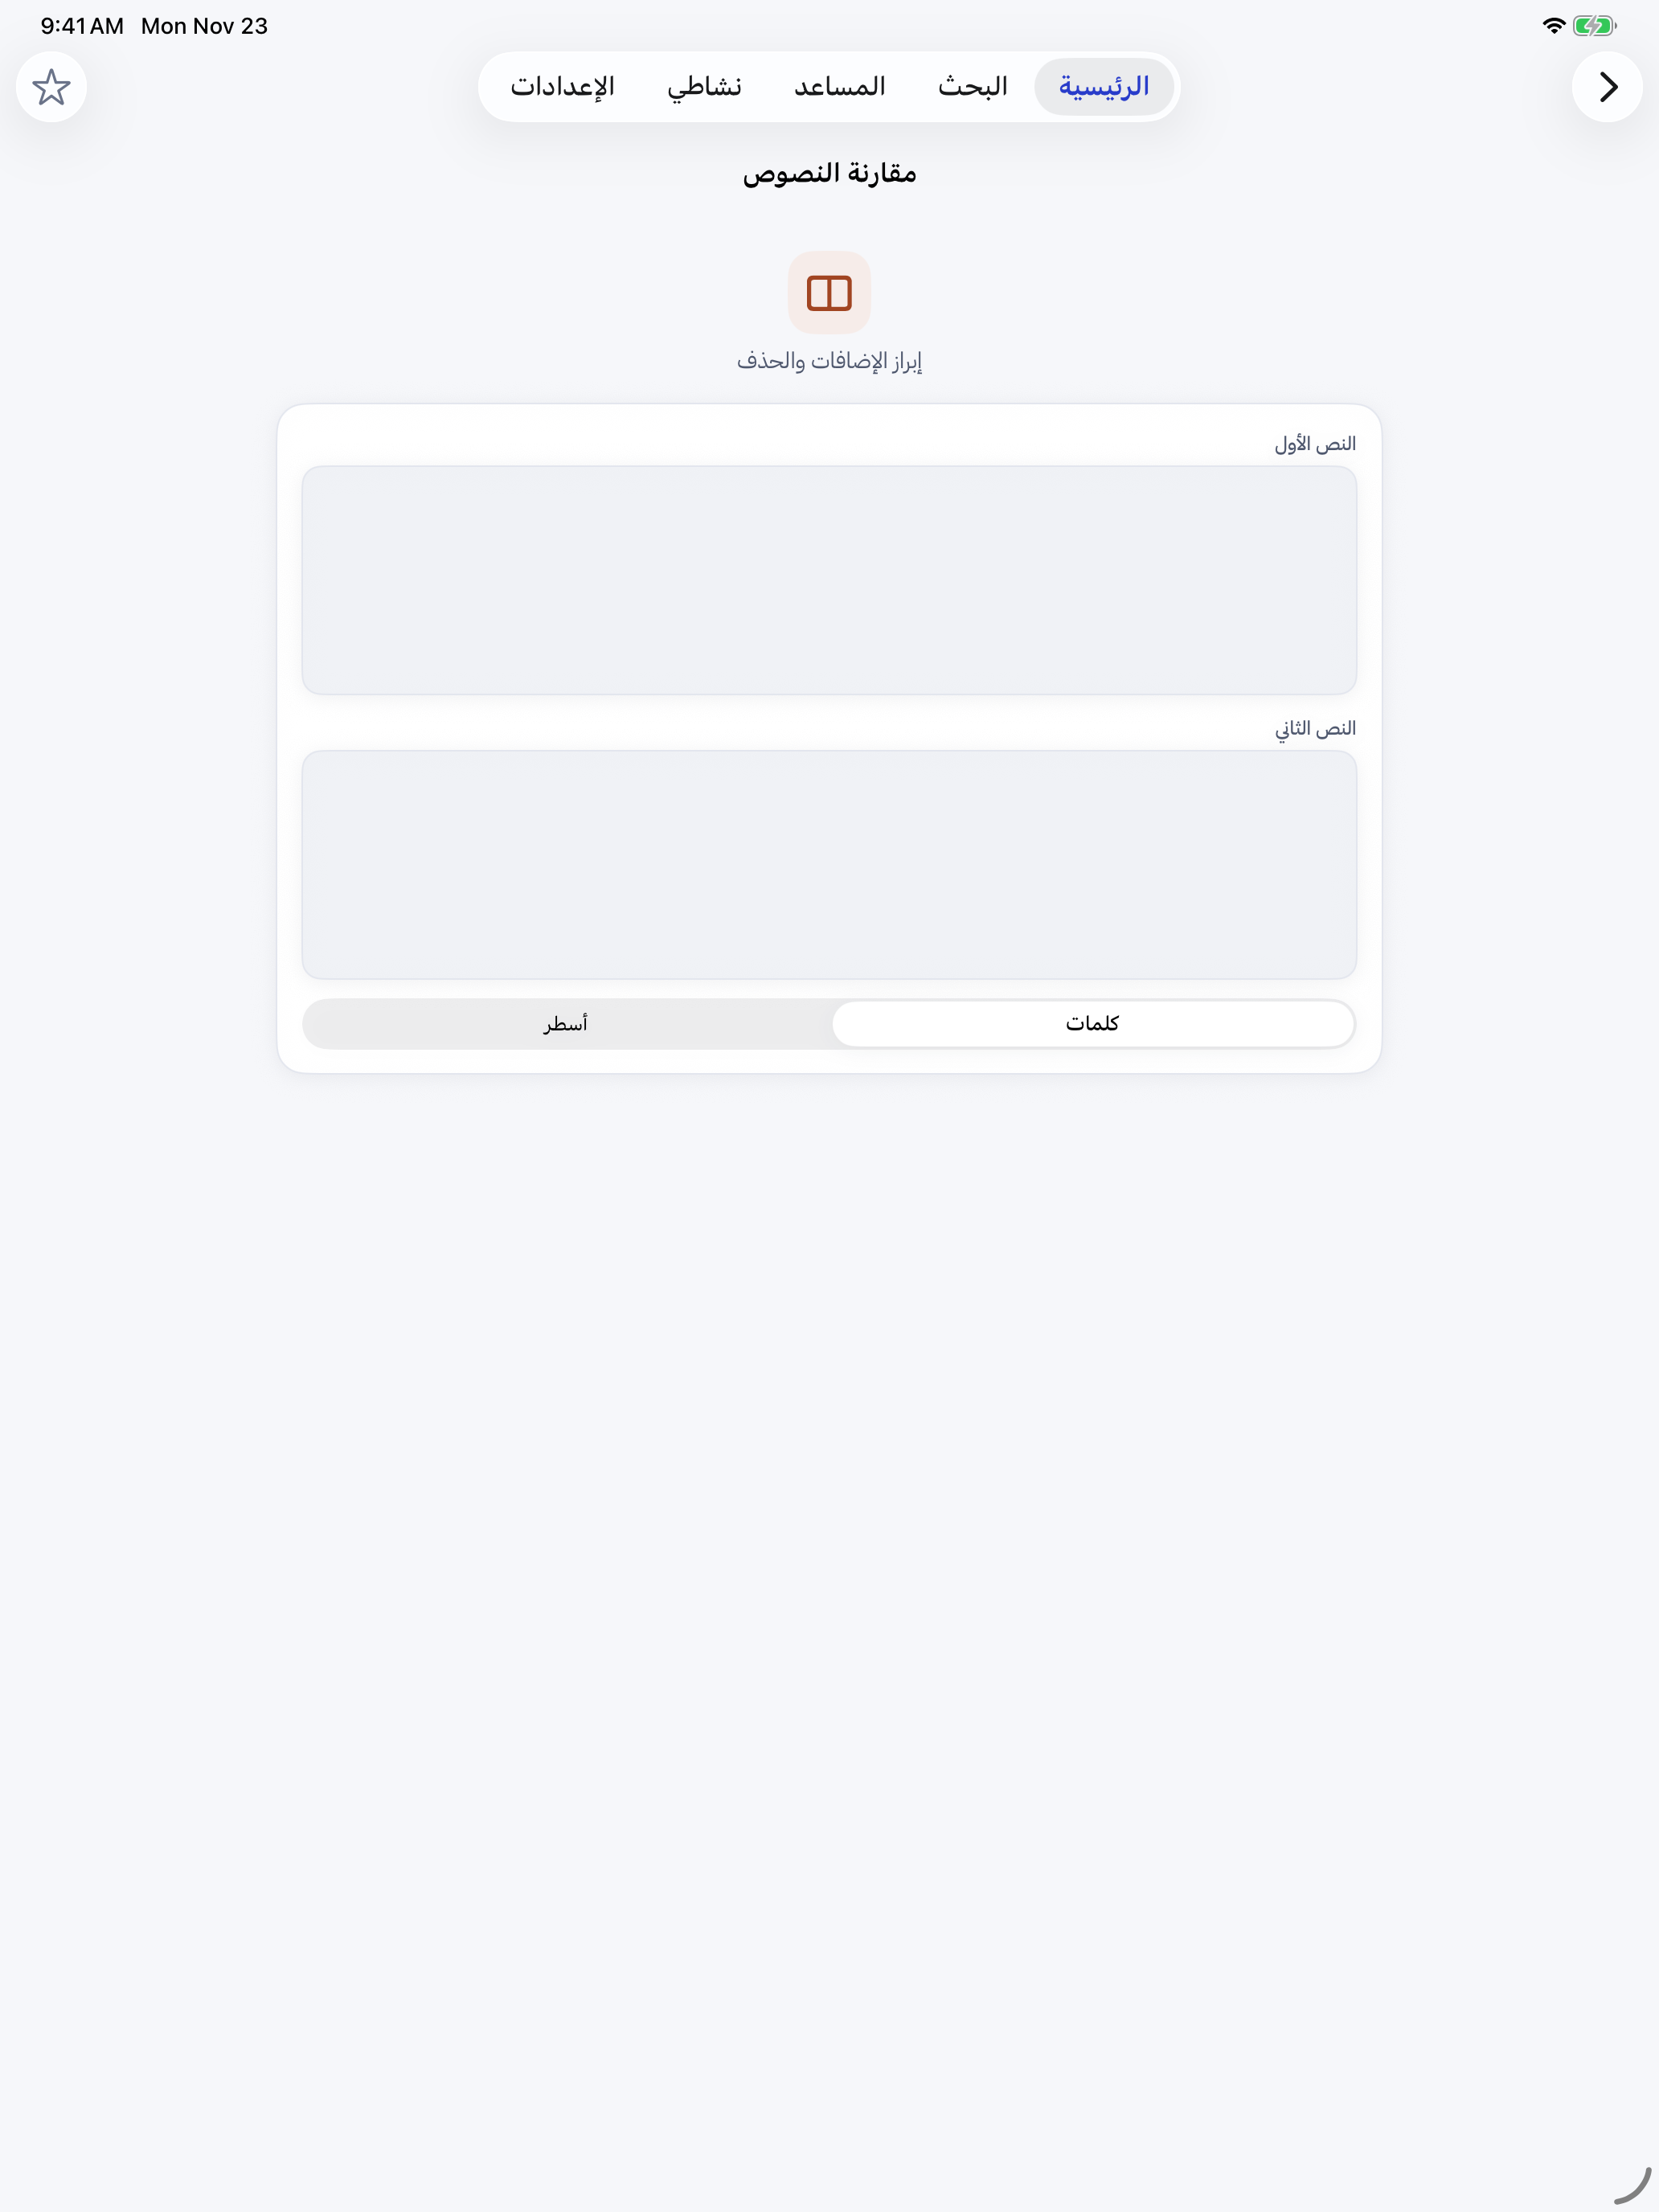 9:41 AM Mon Nov 23
الرئيسية البحث المساعد نشاطي الإعدادات
مقارنة النصوص
إبراز الإضافات والحذف
النص الأول
النص الثاني
كلمات أسطر